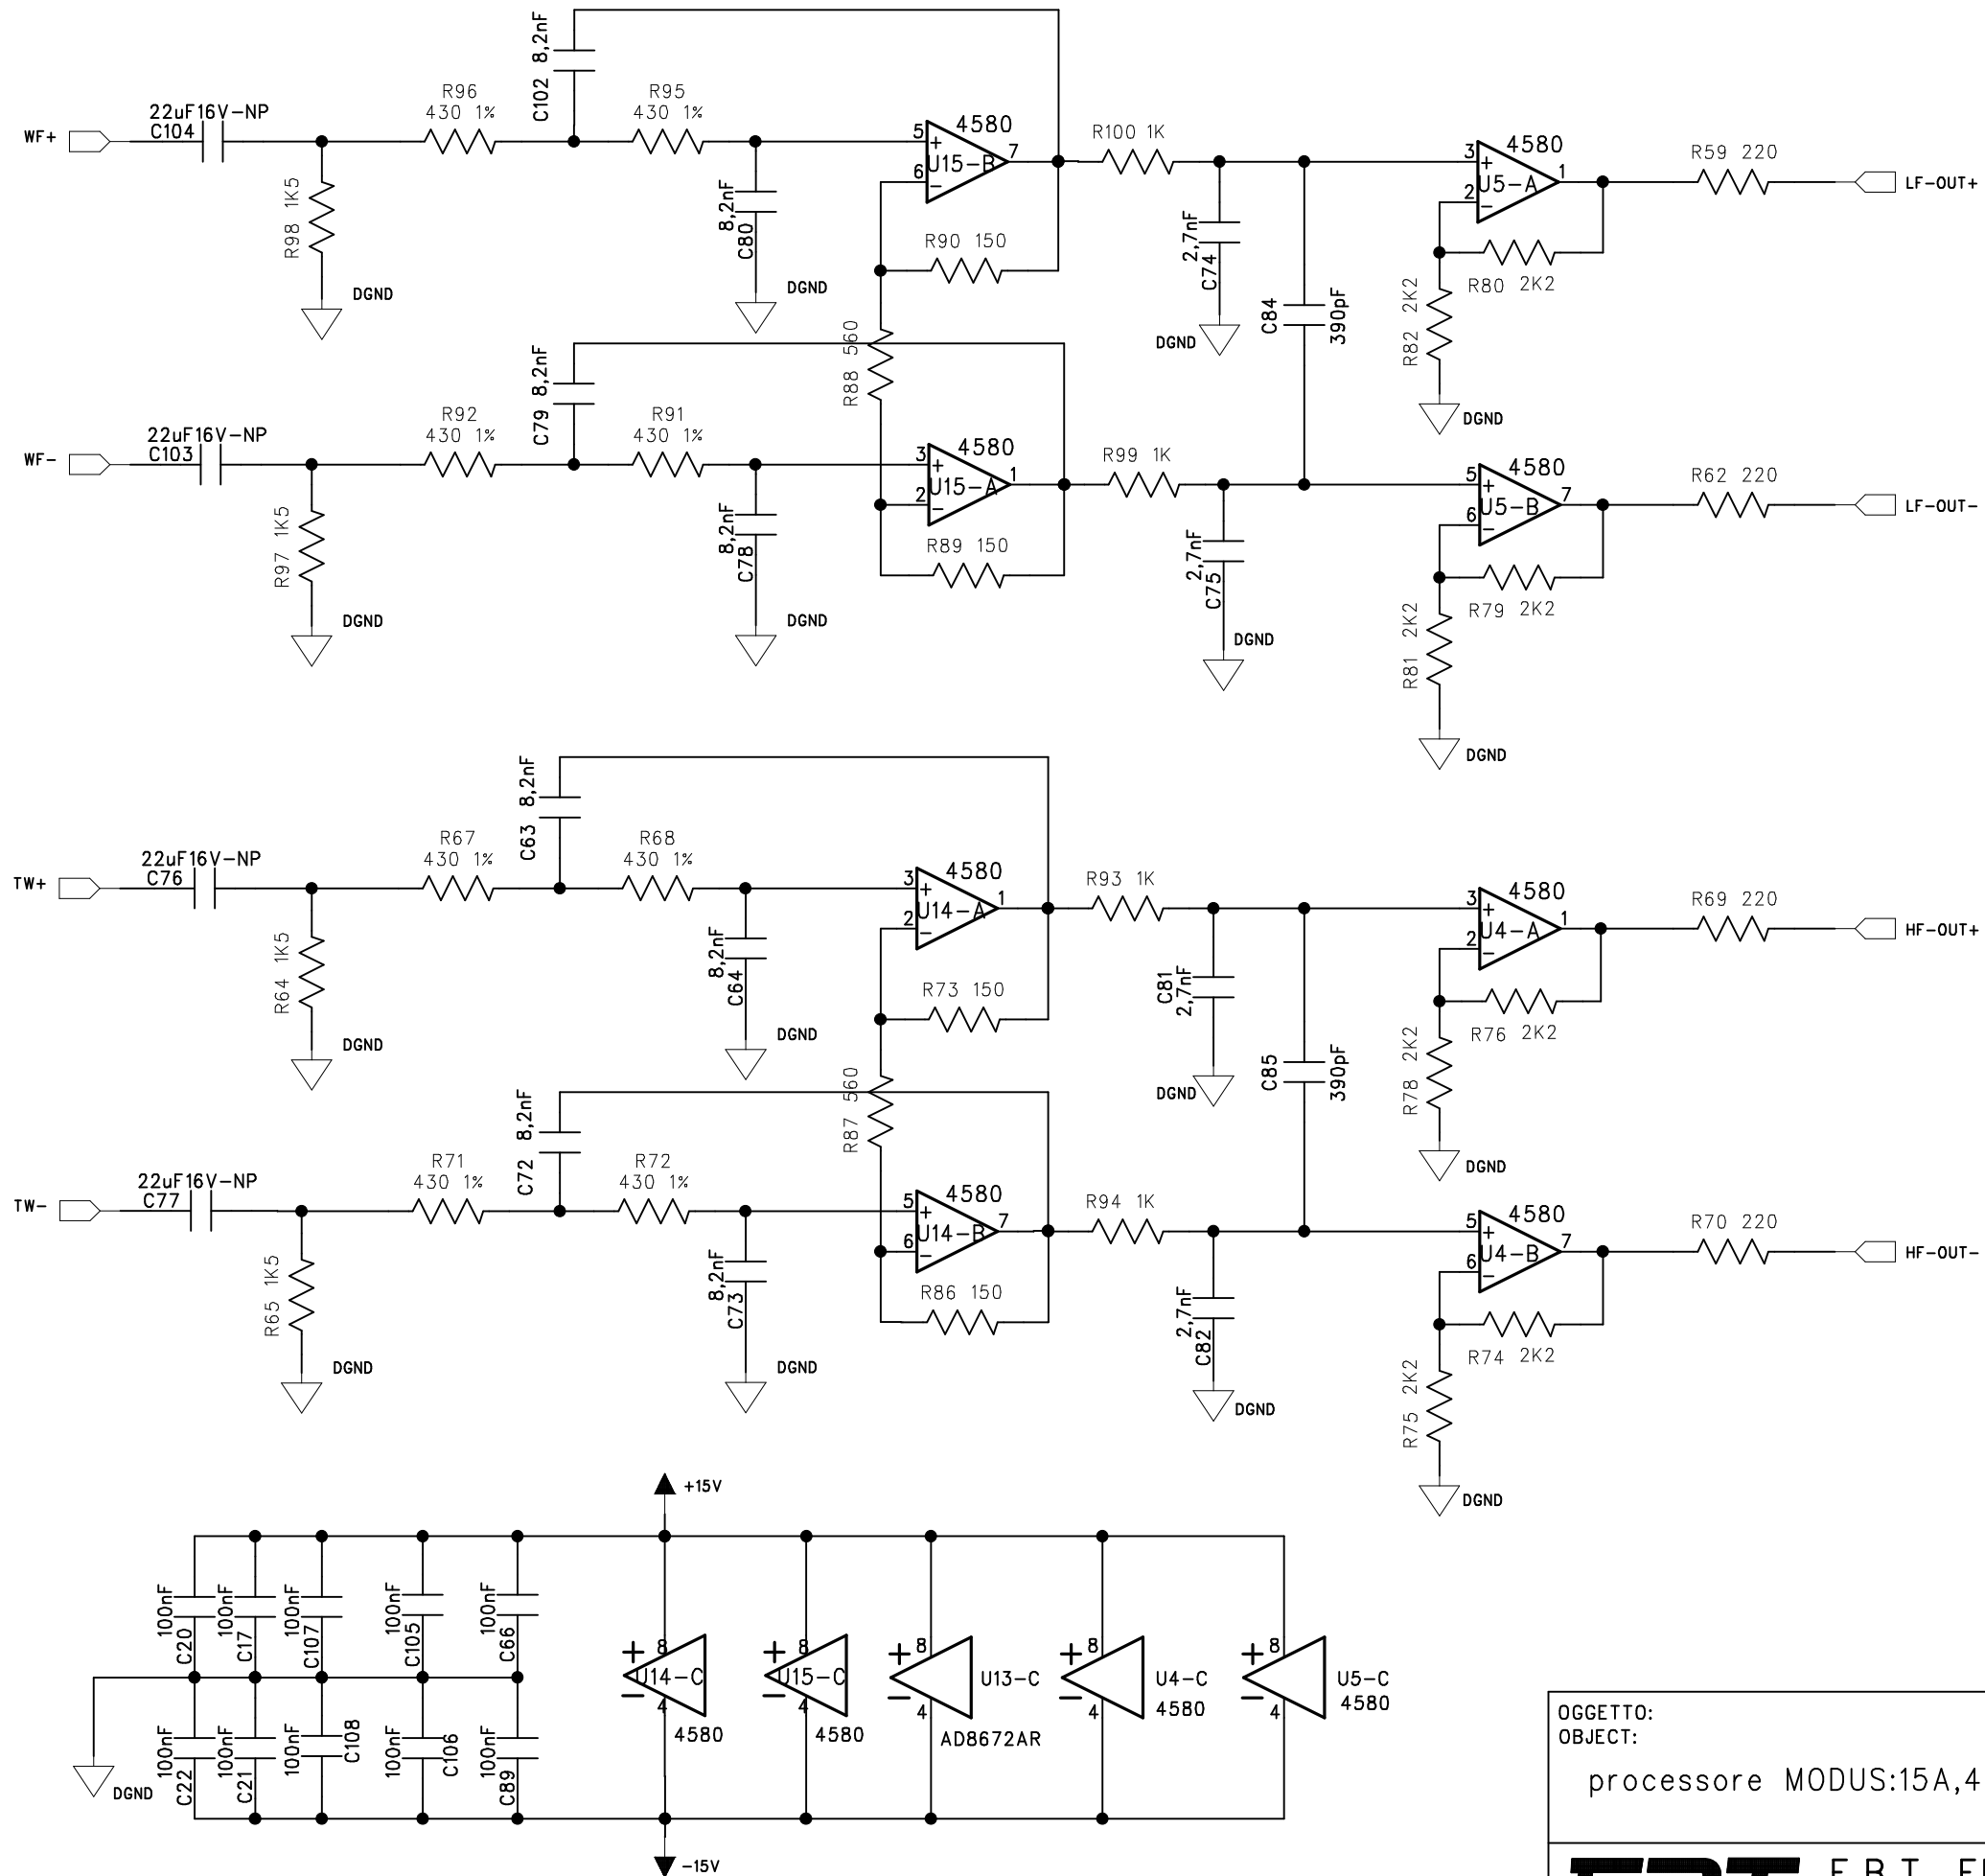 C102 8,2nF
22uF16V-NP
C104
WF+
R96
430 1%
R95
430 1%
R98 1K5
DGND
8,2nF
C80
DGND
5
6
7
+
−
4580
U15-B
R90 150
R88 560
R100 1K
2,7nF
C74
DGND
C84
390pF
3
2
1
+
−
4580
U5-A
R80 2K2
R82 2K2
DGND
R59 220
LF-OUT+
C79 8,2nF
22uF16V-NP
C103
WF-
R92
430 1%
R91
430 1%
R97 1K5
DGND
8,2nF
C78
DGND
3
2
1
+
−
4580
U15-A
R89 150
R99 1K
2,7nF
C75
DGND
5
6
7
+
−
4580
U5-B
R79 2K2
R81 2K2
DGND
R62 220
LF-OUT-
C63 8,2nF
22uF16V-NP
C76
TW+
R67
430 1%
R68
430 1%
R64 1K5
DGND
8,2nF
C64
DGND
3
2
1
+
−
4580
U14-A
R73 150
R87 560
R93 1K
C81
2,7nF
DGND
C85
390pF
3
2
1
+
−
4580
U4-A
R76 2K2
R78 2K2
DGND
R69 220
HF-OUT+
C72 8,2nF
22uF16V-NP
C77
TW-
R71
430 1%
R72
430 1%
R65 1K5
DGND
8,2nF
C73
DGND
5
6
7
+
−
4580
U14-B
R86 150
R94 1K
2,7nF
C82
DGND
5
6
7
+
−
4580
U4-B
R74 2K2
R75 2K2
DGND
R70 220
HF-OUT-
+15V
100nF
C20
100nF
C17
100nF
C107
100nF
C105
100nF
C66
100nF
C22
100nF
C21
100nF
C108
100nF
C106
100nF
C89
DGND
+
8
U14-C
−
4
4580
+
8
U15-C
−
4
4580
+
8
U13-C
−
4
AD8672AR
+
8
U4-C
−
4
4580
+
8
U5-C
−
4
4580
-15V
OGGETTO:
OBJECT:
processore MODUS:15A,4